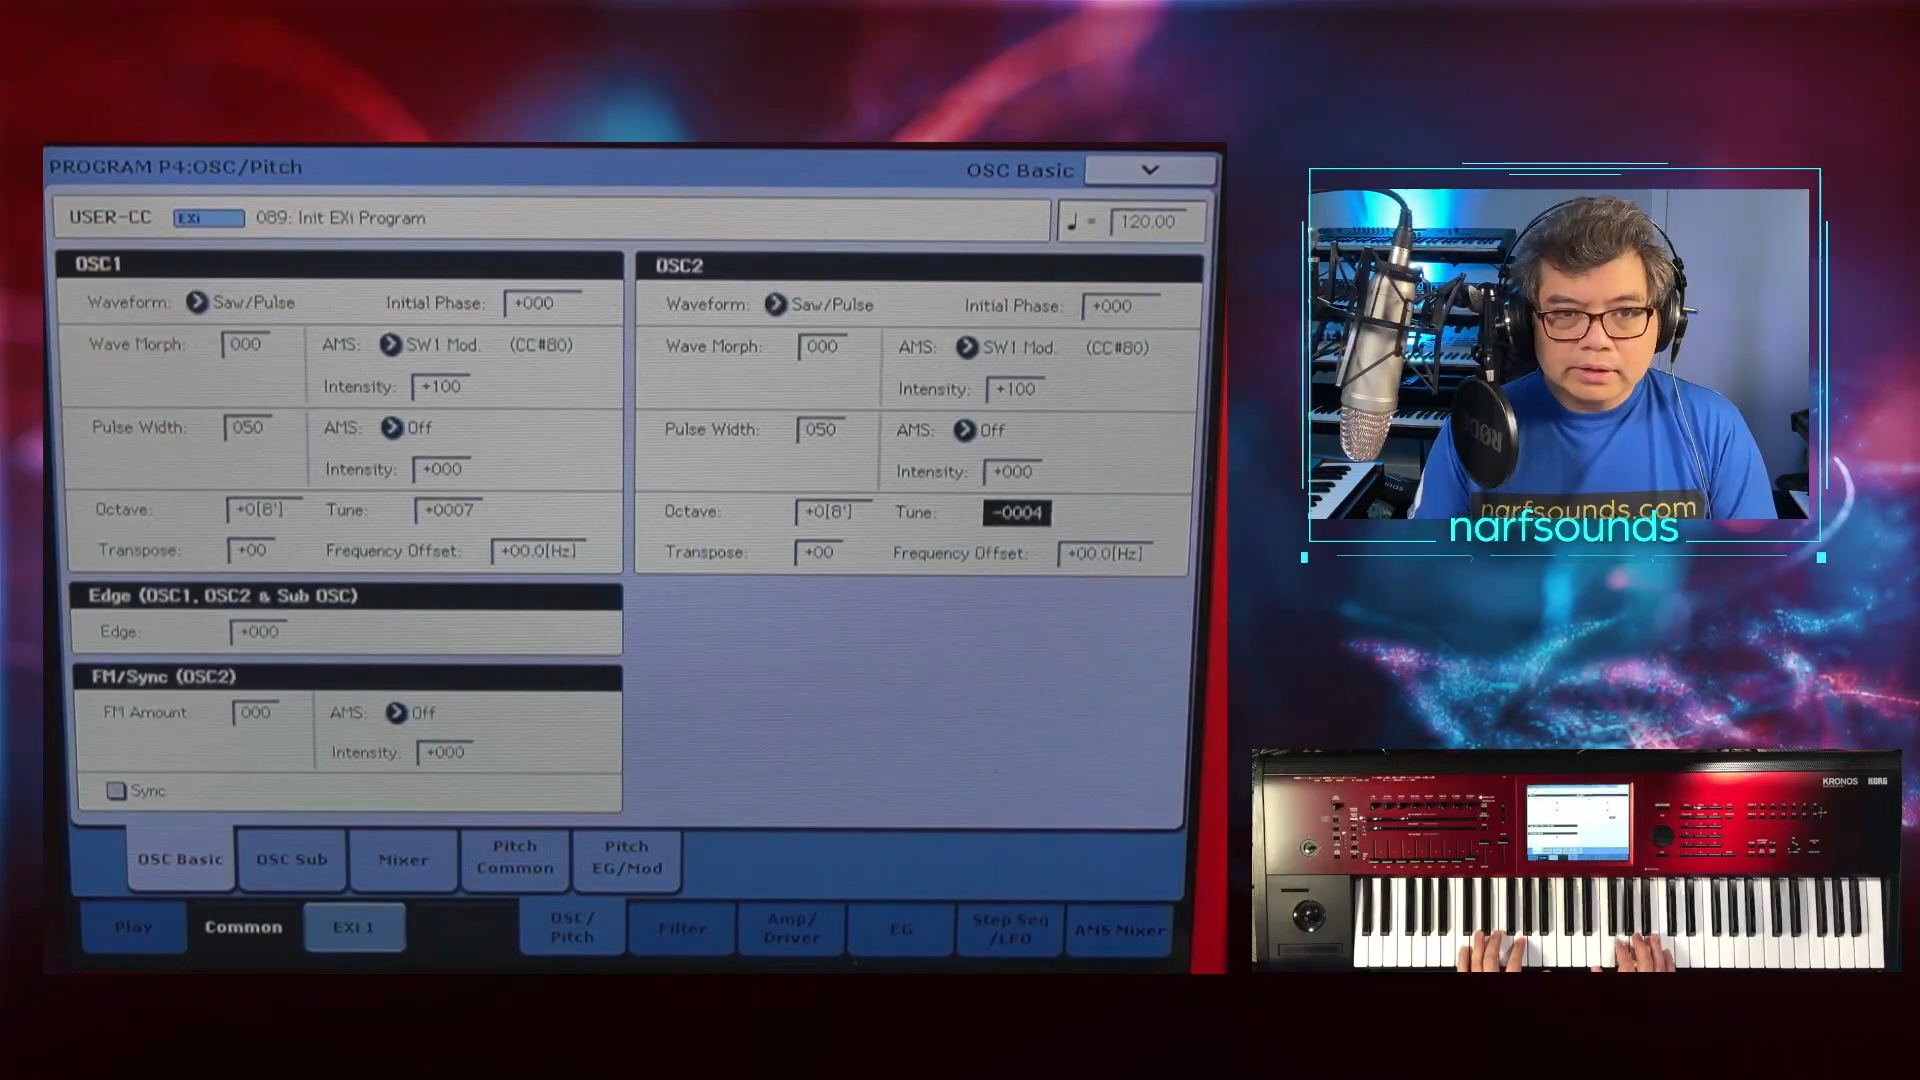 PROGRAM P4:OSC/Pitch
OSC Basic
USER-CC EXi 089: Init EXi Program
♩ = 120.00
OSC1
Waveform: Saw/Pulse Initial Phase: +000
Wave Morph: 000 AMS: SW1 Mod. (CC#80)
Intensity: +100
Pulse Width: 050 AMS: Off
Intensity: +000
Octave: +0[8'] Tune: +0007
Transpose: +00 Frequency Offset: +00.0[Hz]
OSC2
Waveform: Saw/Pulse Initial Phase: +000
Wave Morph: 000 AMS: SW1 Mod. (CC#80)
Intensity: +100
Pulse Width: 050 AMS: Off
Intensity: +000
Octave: +0[8'] Tune: -0004
Transpose: +00 Frequency Offset: +00.0[Hz]
Edge (OSC1, OSC2 & Sub OSC)
Edge: +000
FM/Sync (OSC2)
FM Amount: 000 AMS: Off
Intensity: +000
Sync
OSC Basic
OSC Sub
Mixer
Pitch Common
Pitch EG/Mod
Play
Common
EXi 1
OSC/ Pitch
Filter
Amp/ Driver
EG
Step Seq /LFO
AMS Mixer
RØDE
narfsounds.com
narfsounds
KRONOS KORG